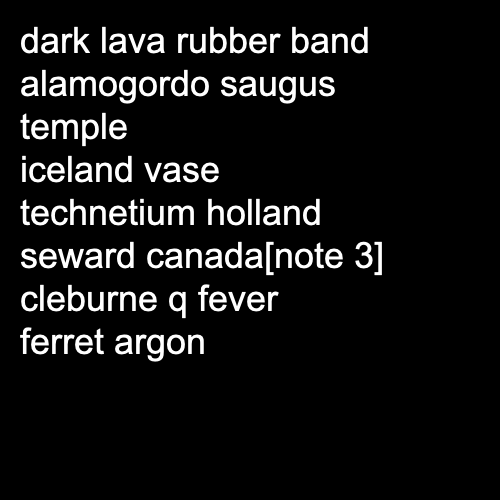 dark lava rubber band
alamogordo saugus
temple
iceland vase
technetium holland
seward canada[note 3]
cleburne q fever
ferret argon